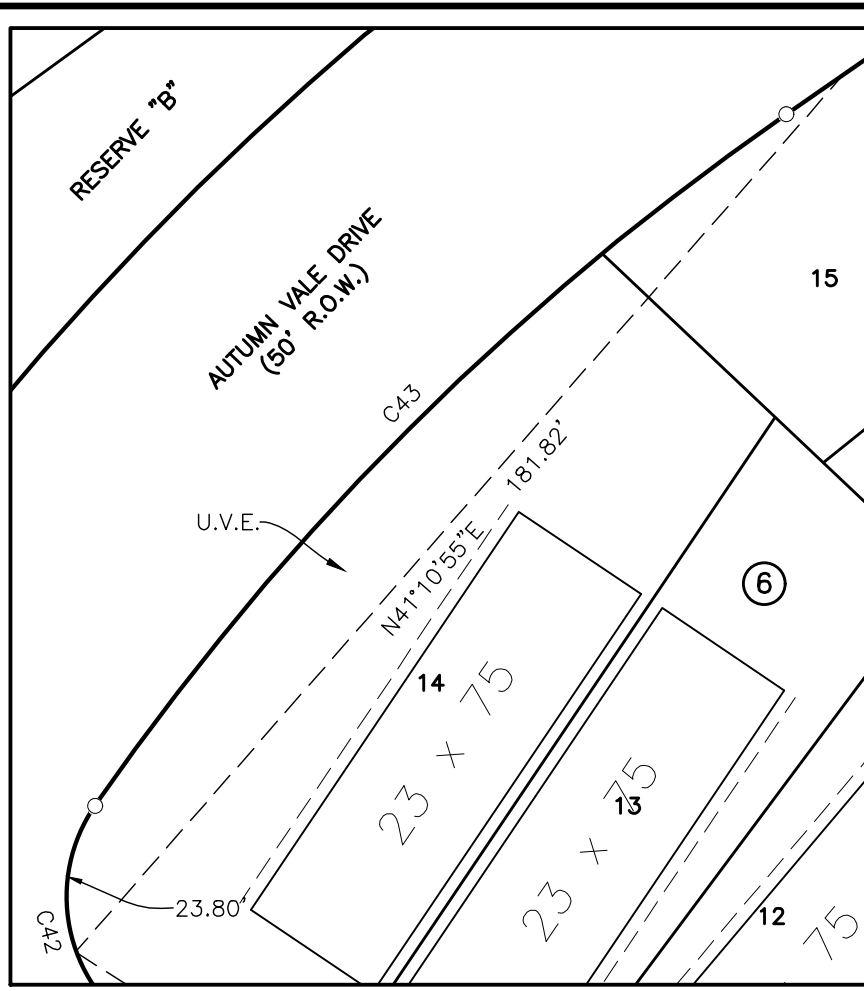 RESERVE "B"
AUTUMN VALE DRIVE
(50' R.O.W.)
15
C43
181.82'
U.V.E.
N41°10'55"E
6
14
23 x 75
13
23 x 75
12
75
23.80'
C42